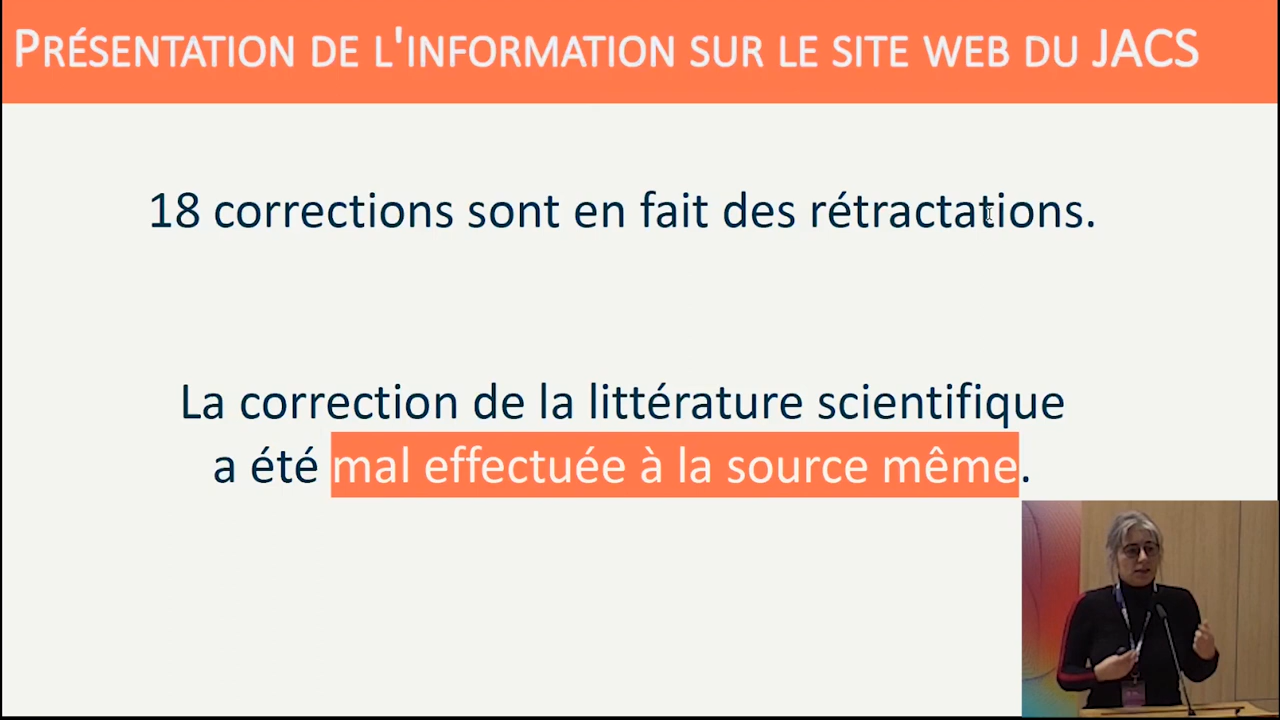 PRÉSENTATION DE L'INFORMATION SUR LE SITE WEB DU JACS
18 corrections sont en fait des rétractations.
La correction de la littérature scientifique
a été mal effectuée à la source même.